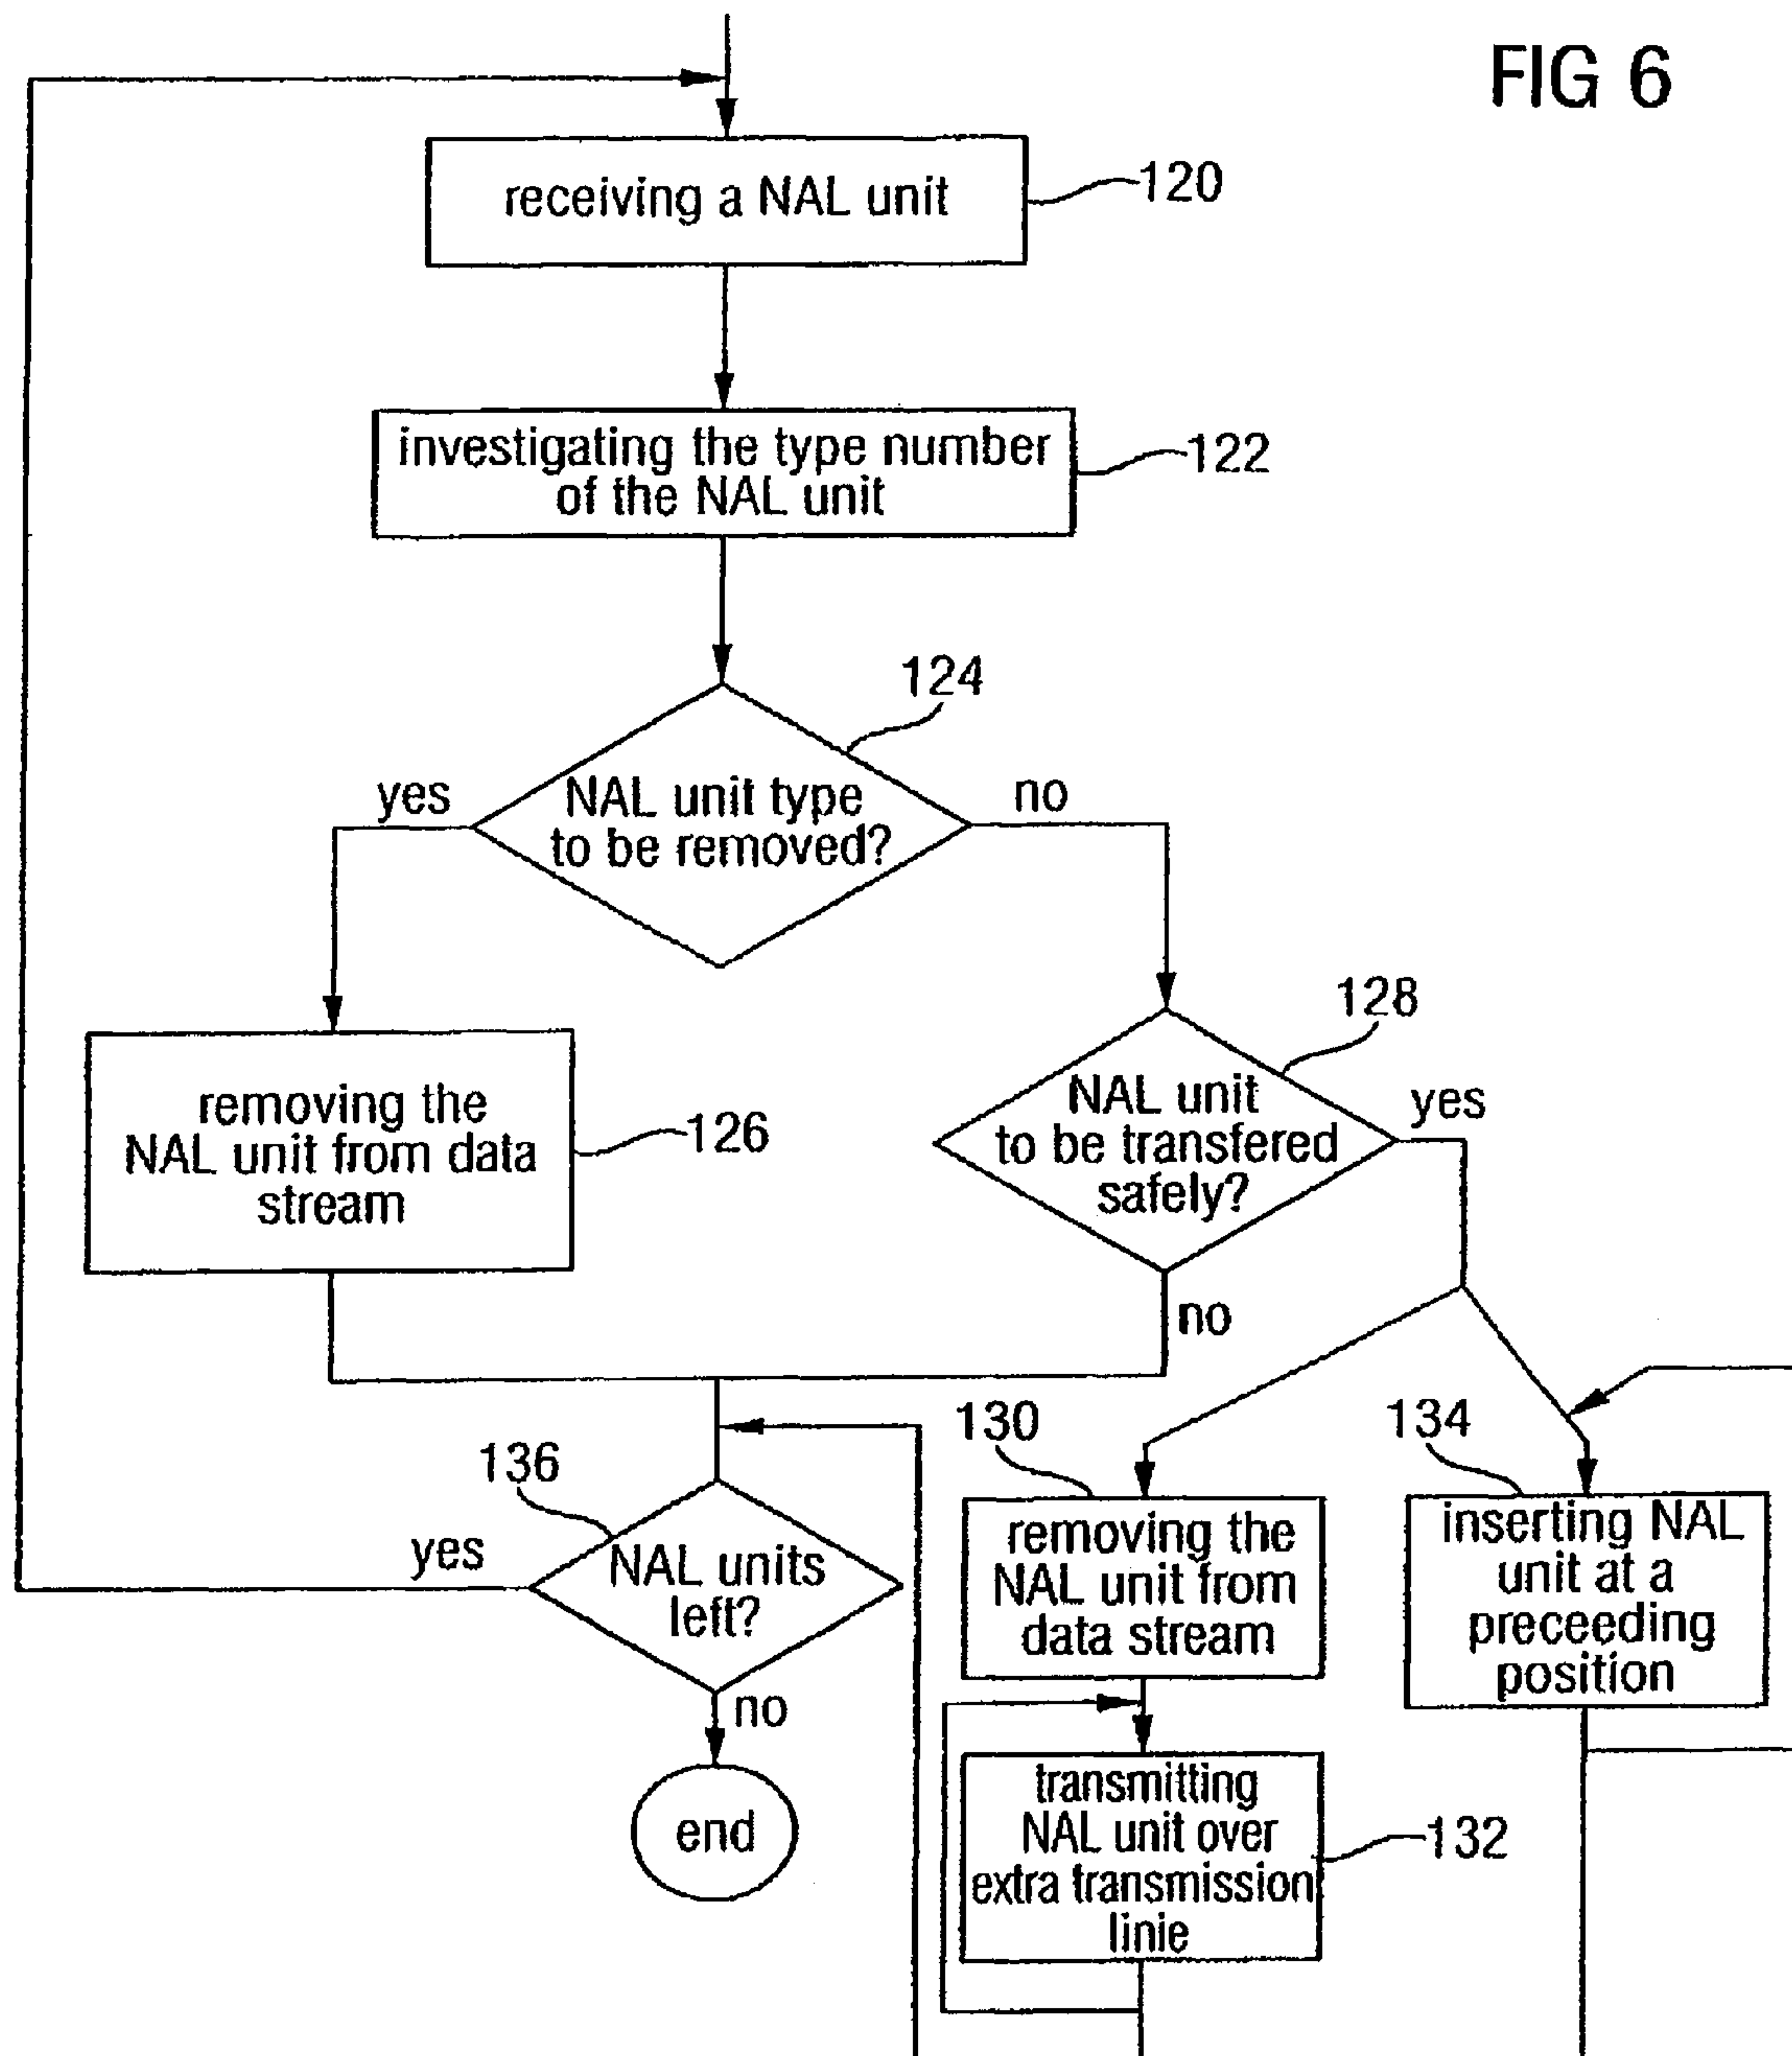 FIG 6
receiving a NAL unit
120
investigating the type number
of the NAL unit
122
124
yes
NAL unit type
to be removed?
no
128
removing the
NAL unit from data
stream
126
NAL unit
to be transfered
safely?
yes
no
130
134
136
yes
NAL units
left?
no
removing the
NAL unit from
data stream
inserting NAL
unit at a
preceeding
position
end
transmitting
NAL unit over
extra transmission
linie
132